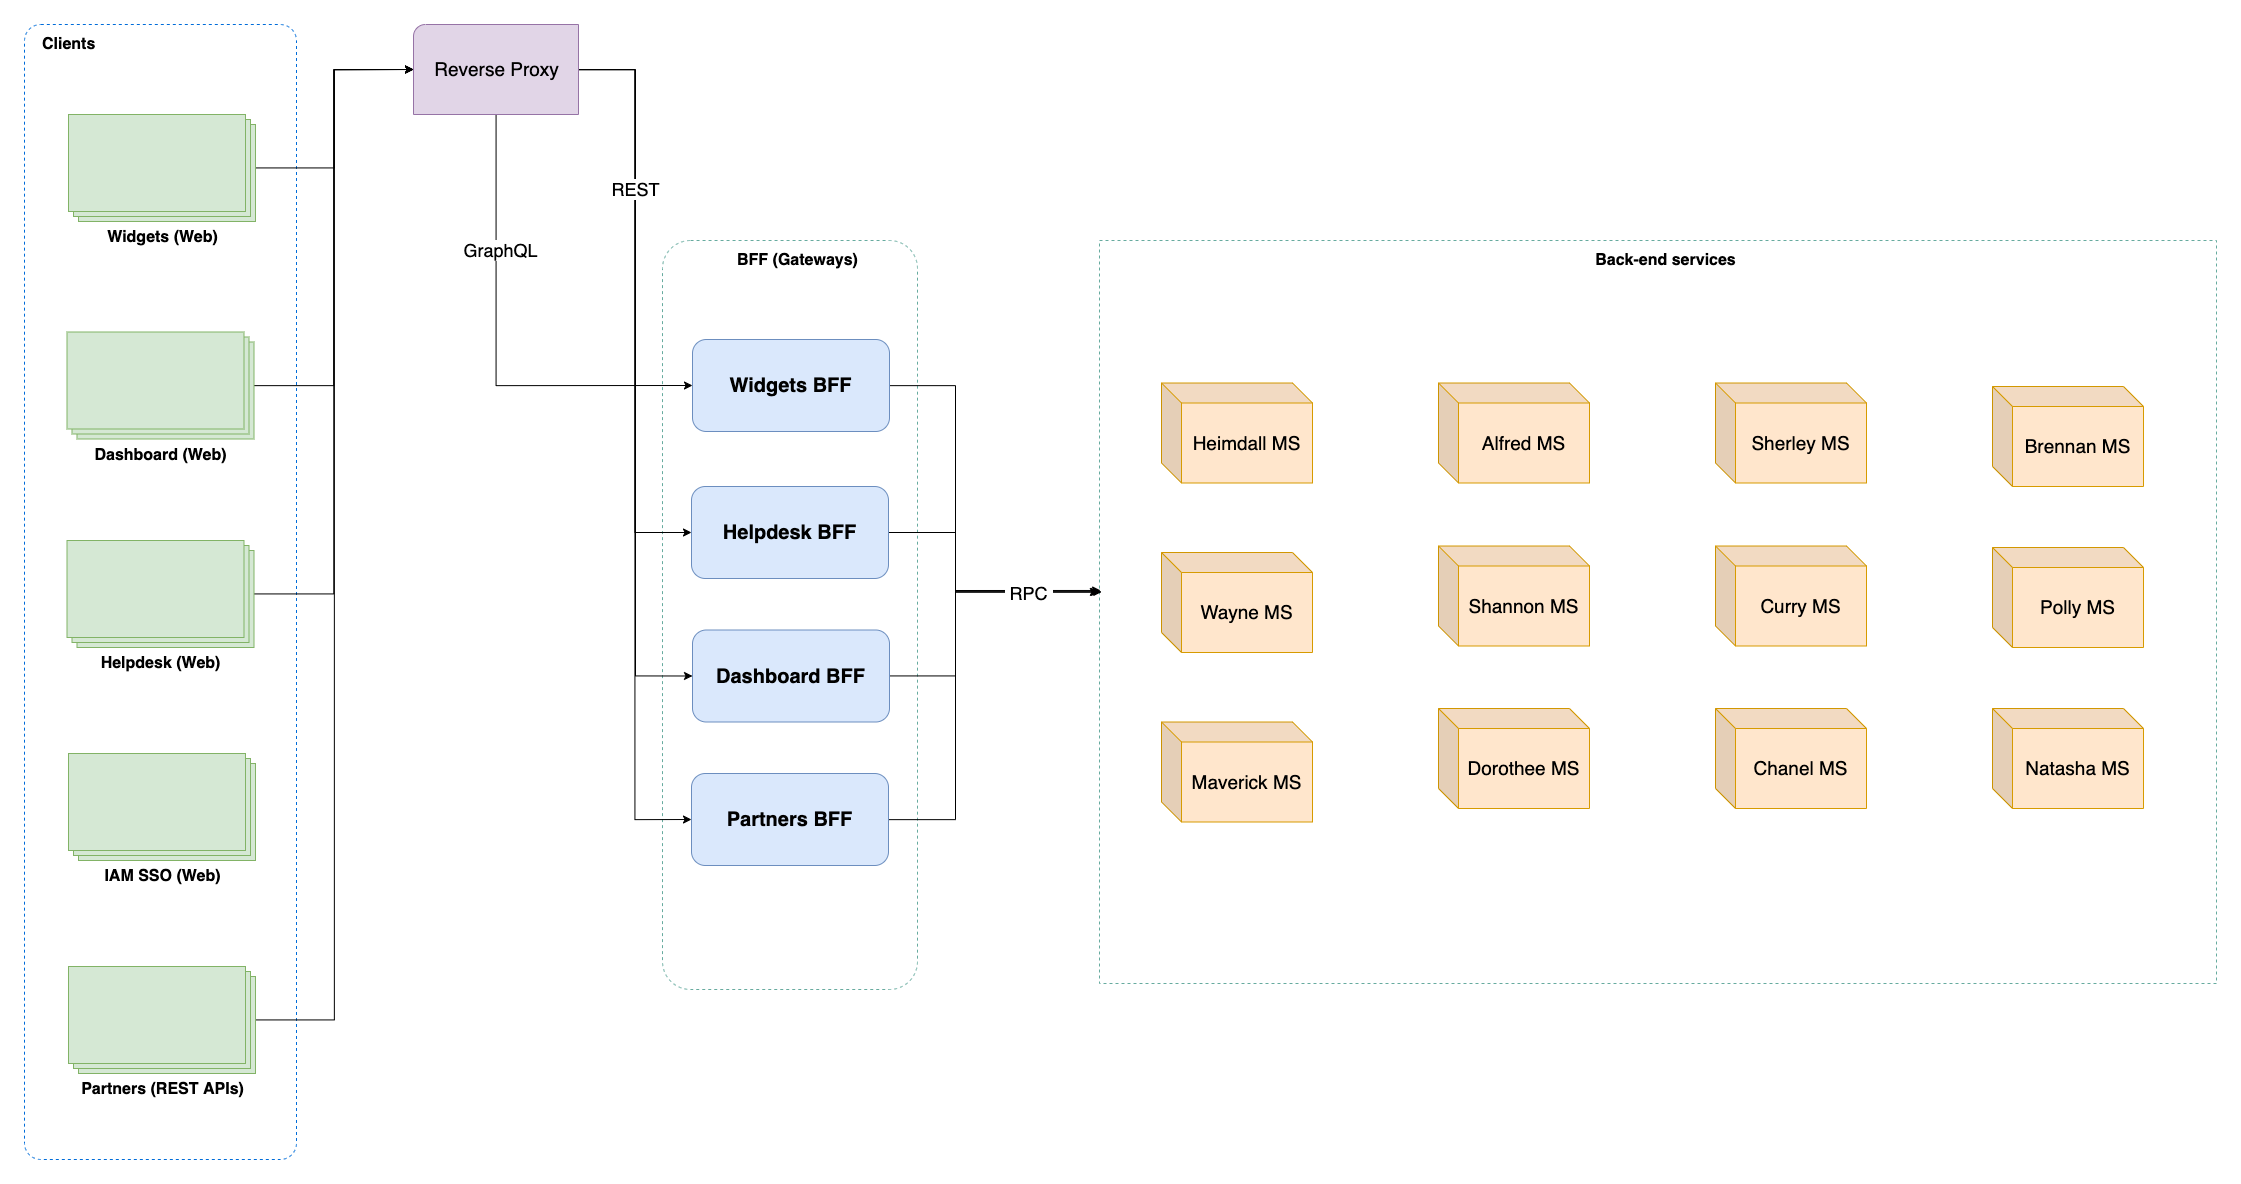 Clients
Reverse Proxy
Widgets (Web)
REST
GraphQL
BFF (Gateways)
Back-end services
Widgets BFF
Dashboard (Web)
Helpdesk BFF
Helpdesk (Web)
RPC
Dashboard BFF
Partners BFF
IAM SSO (Web)
Partners (REST APIs)
Heimdall MS
Alfred MS
Sherley MS
Brennan MS
Wayne MS
Shannon MS
Curry MS
Polly MS
Maverick MS
Dorothee MS
Chanel MS
Natasha MS